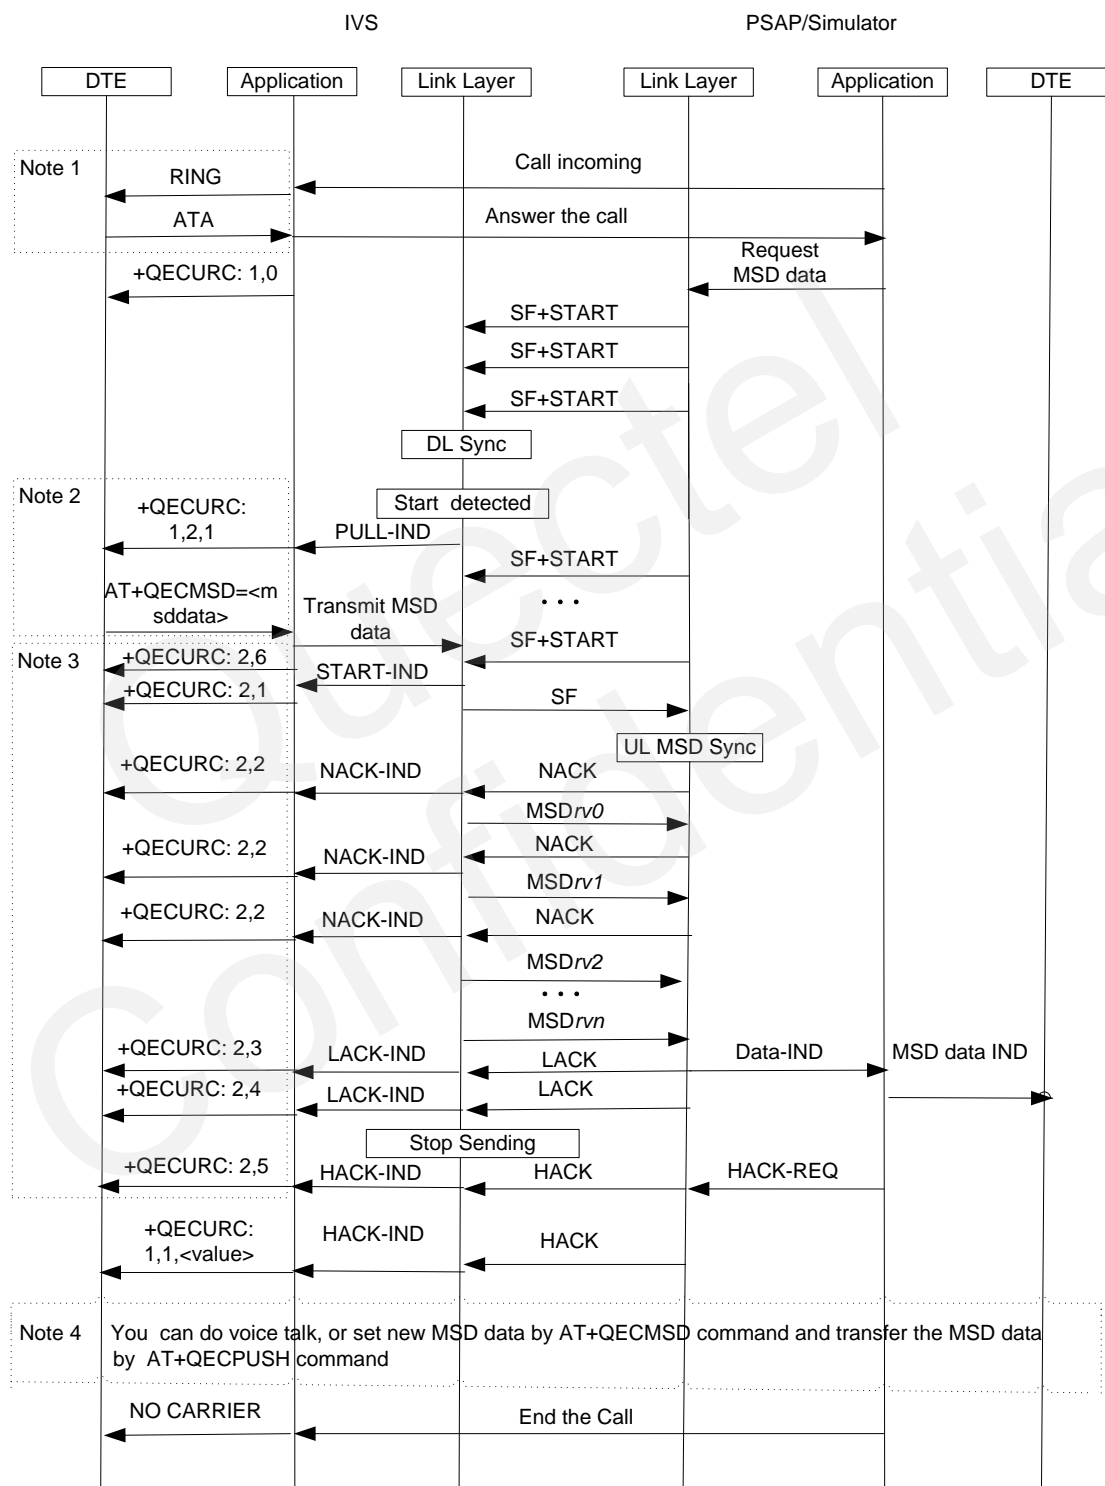 IVS PSAP/Simulator
DTE Application Link Layer Link Layer Application DTE
Note 1
Call incoming
RING
ATA
Answer the call
Request
MSD data
+QECURC: 1,0
SF+START
SF+START
SF+START
DL Sync
Note 2
Start detected
+QECURC:
1,2,1
PULL-IND
SF+START
AT+QECMSD=<m
sddata>
Transmit MSD
data
. . .
SF+START
Note 3
+QECURC: 2,6
START-IND
+QECURC: 2,1
SF
UL MSD Sync
+QECURC: 2,2
NACK-IND
NACK
MSDrv0
+QECURC: 2,2
NACK-IND
NACK
MSDrv1
+QECURC: 2,2
NACK-IND
NACK
MSDrv2
. . .
MSDrvn
+QECURC: 2,3
LACK-IND
LACK
Data-IND
MSD data IND
+QECURC: 2,4
LACK-IND
LACK
Stop Sending
+QECURC: 2,5
HACK-IND
HACK
HACK-REQ
+QECURC:
1,1,<value>
HACK-IND
HACK
Note 4
You can do voice talk, or set new MSD data by AT+QECMSD command and transfer the MSD data
by AT+QECPUSH command
NO CARRIER
End the Call
Quectel
Confidentia